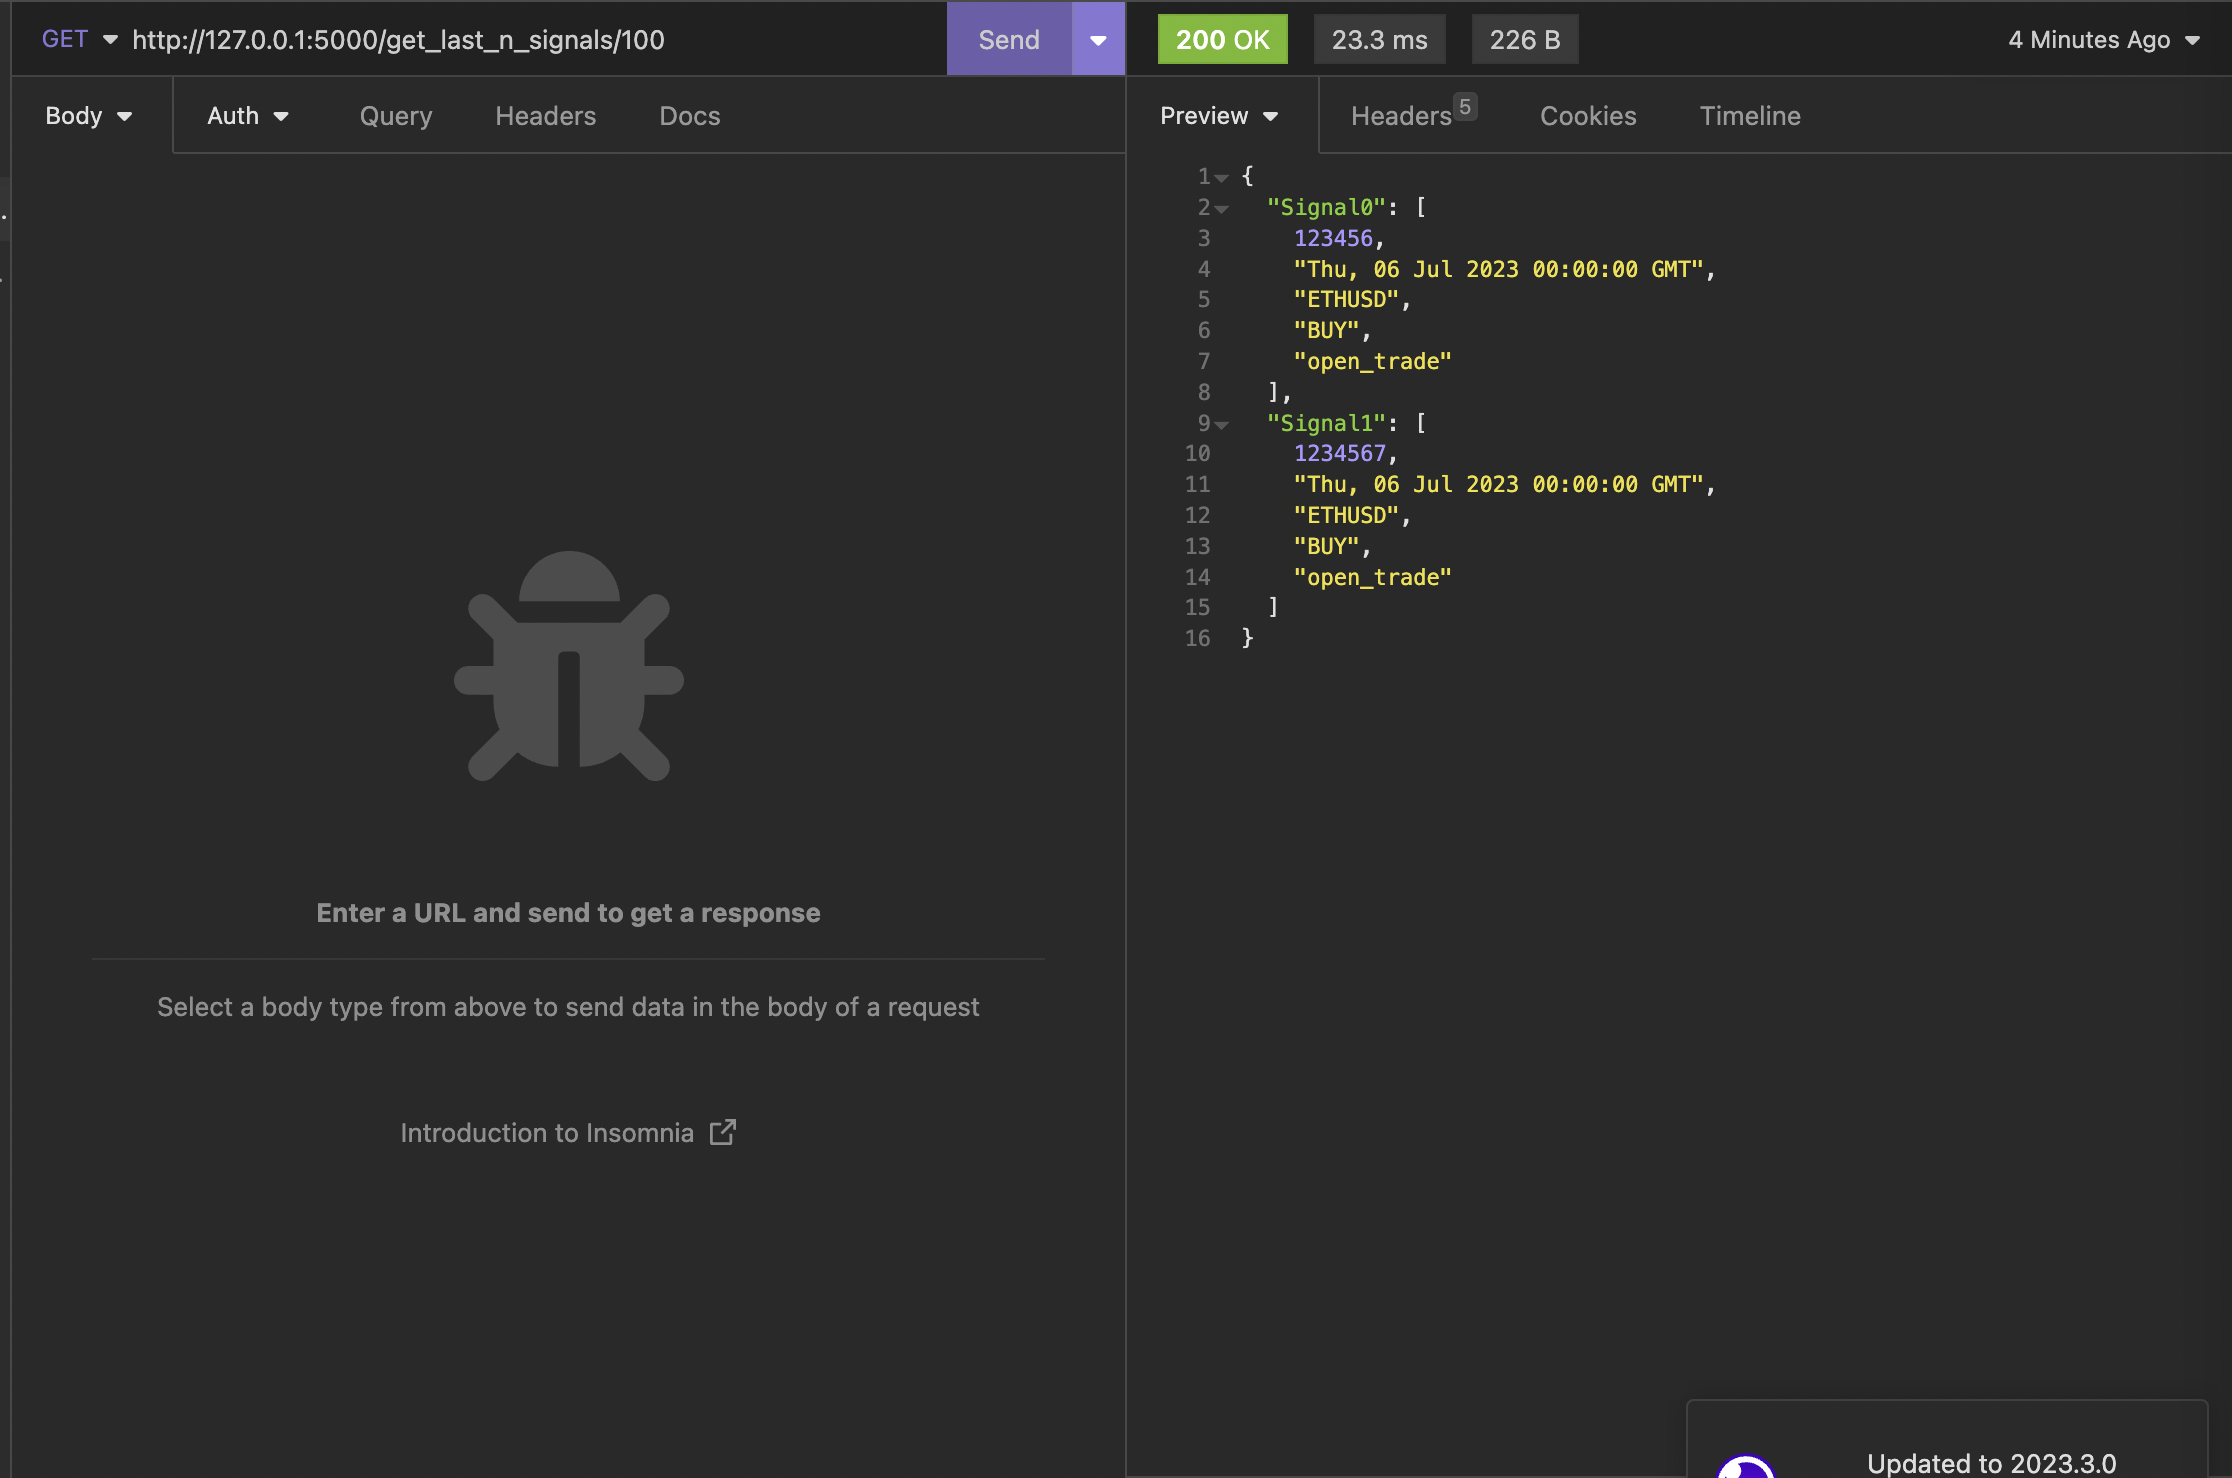 GET http://127.0.0.1:5000/get_last_n_signals/100 Send
200 OK 23.3 ms 226 B 4 Minutes Ago
Body Auth Query Headers Docs
Preview Headers 5 Cookies Timeline
Enter a URL and send to get a response
Select a body type from above to send data in the body of a request
Introduction to Insomnia
1 {
2 "Signal0": [
3 123456,
4 "Thu, 06 Jul 2023 00:00:00 GMT",
5 "ETHUSD",
6 "BUY",
7 "open_trade"
8 ],
9 "Signal1": [
10 1234567,
11 "Thu, 06 Jul 2023 00:00:00 GMT",
12 "ETHUSD",
13 "BUY",
14 "open_trade"
15 ]
16 }
Updated to 2023.3.0